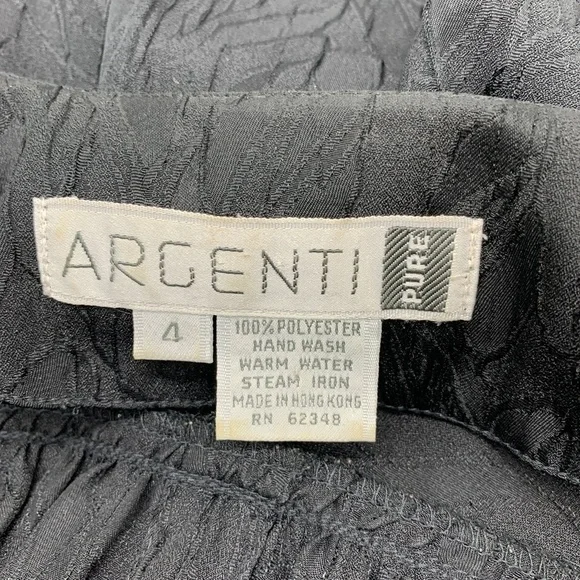 ARGENTI PURE
4
100% POLYESTER
HAND WASH
WARM WATER
STEAM IRON
MADE IN HONG KONG
RN 62348